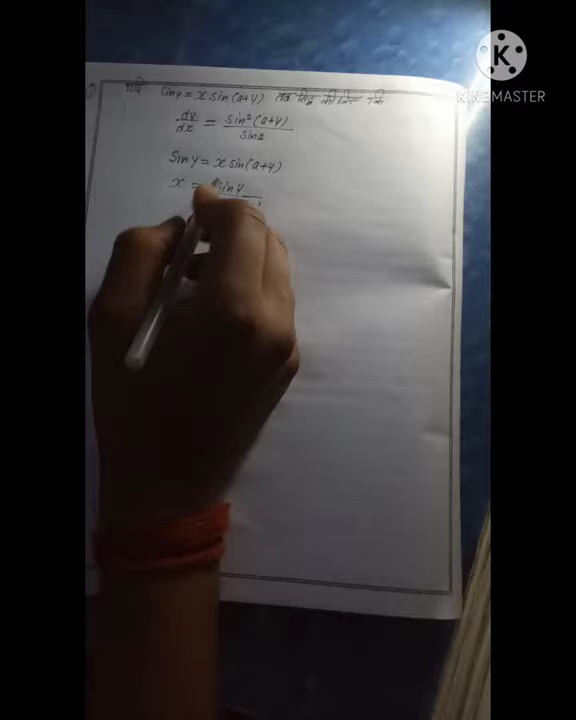 यदि sin y = x sin (a+y) तब सिद्ध कीजिए कि
dy/dx = sin² (a+y)/sin a
sin y = x sin (a+y)
x = sin y
K
KINEMASTER